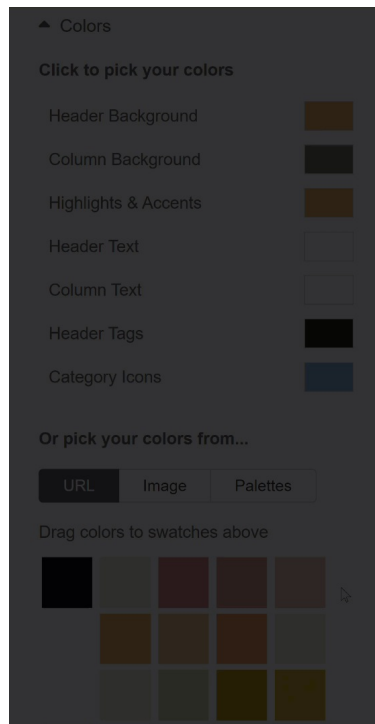 Colors
Click to pick your colors
Header Background
Column Background
Highlights & Accents
Header Text
Column Text
Header Tags
Category Icons
Or pick your colors from...
URL Image Palettes
Drag colors to swatches above